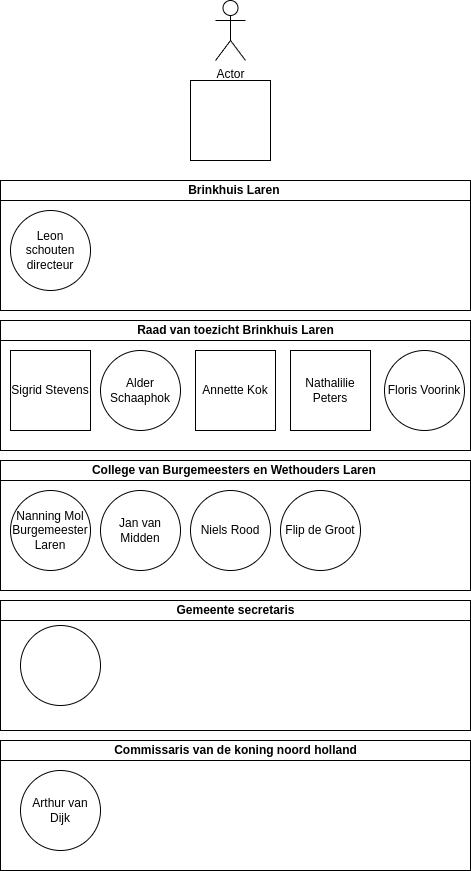 Actor
Brinkhuis Laren
Leon
schouten
directeur
Raad van toezicht Brinkhuis Laren
Sigrid Stevens
Alder
Schaaphok
Annette Kok
Nathalilie
Peters
Floris Voorink
College van Burgemeesters en Wethouders Laren
Nanning Mol
Burgemeester
Laren
Jan van
Midden
Niels Rood
Flip de Groot
Gemeente secretaris
Commissaris van de koning noord holland
Arthur van
Dijk